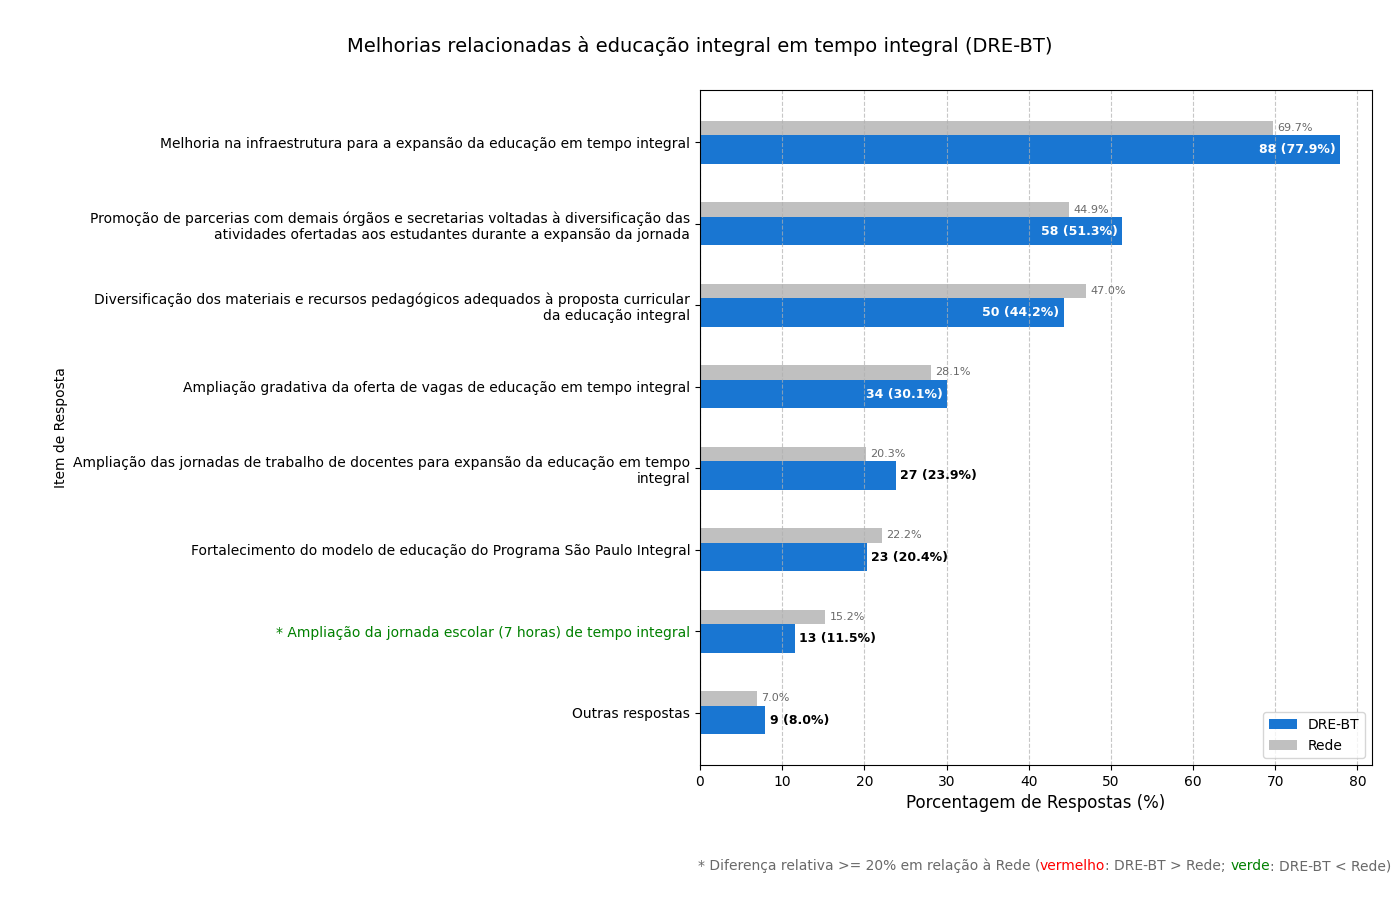 Melhorias relacionadas à educação integral em tempo integral (DRE-BT)
Item de Resposta
Melhoria na infraestrutura para a expansão da educação em tempo integral
69.7%
88 (77.9%)
Promoção de parcerias com demais órgãos e secretarias voltadas à diversificação das
atividades ofertadas aos estudantes durante a expansão da jornada
44.9%
58 (51.3%)
Diversificação dos materiais e recursos pedagógicos adequados à proposta curricular
da educação integral
47.0%
50 (44.2%)
Ampliação gradativa da oferta de vagas de educação em tempo integral
28.1%
34 (30.1%)
Ampliação das jornadas de trabalho de docentes para expansão da educação em tempo
integral
20.3%
27 (23.9%)
Fortalecimento do modelo de educação do Programa São Paulo Integral
22.2%
23 (20.4%)
* Ampliação da jornada escolar (7 horas) de tempo integral
15.2%
13 (11.5%)
Outras respostas
7.0%
9 (8.0%)
DRE-BT
Rede
0 10 20 30 40 50 60 70 80
Porcentagem de Respostas (%)
* Diferença relativa >= 20% em relação à Rede (vermelho: DRE-BT > Rede; verde: DRE-BT < Rede)